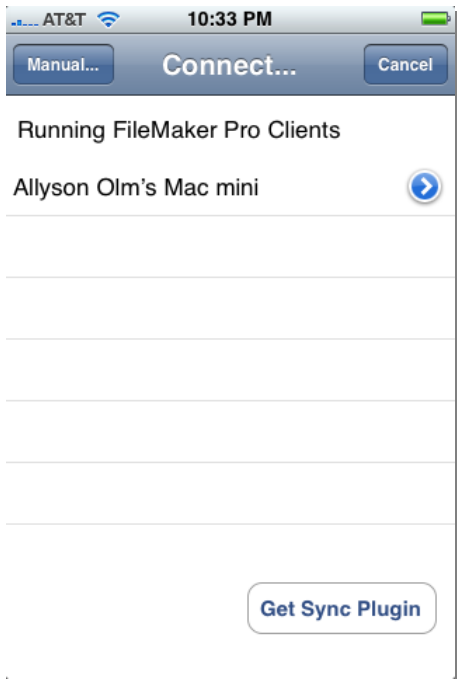 AT&T 10:33 PM
Manual... Connect... Cancel
Running FileMaker Pro Clients
Allyson Olm's Mac mini
Get Sync Plugin